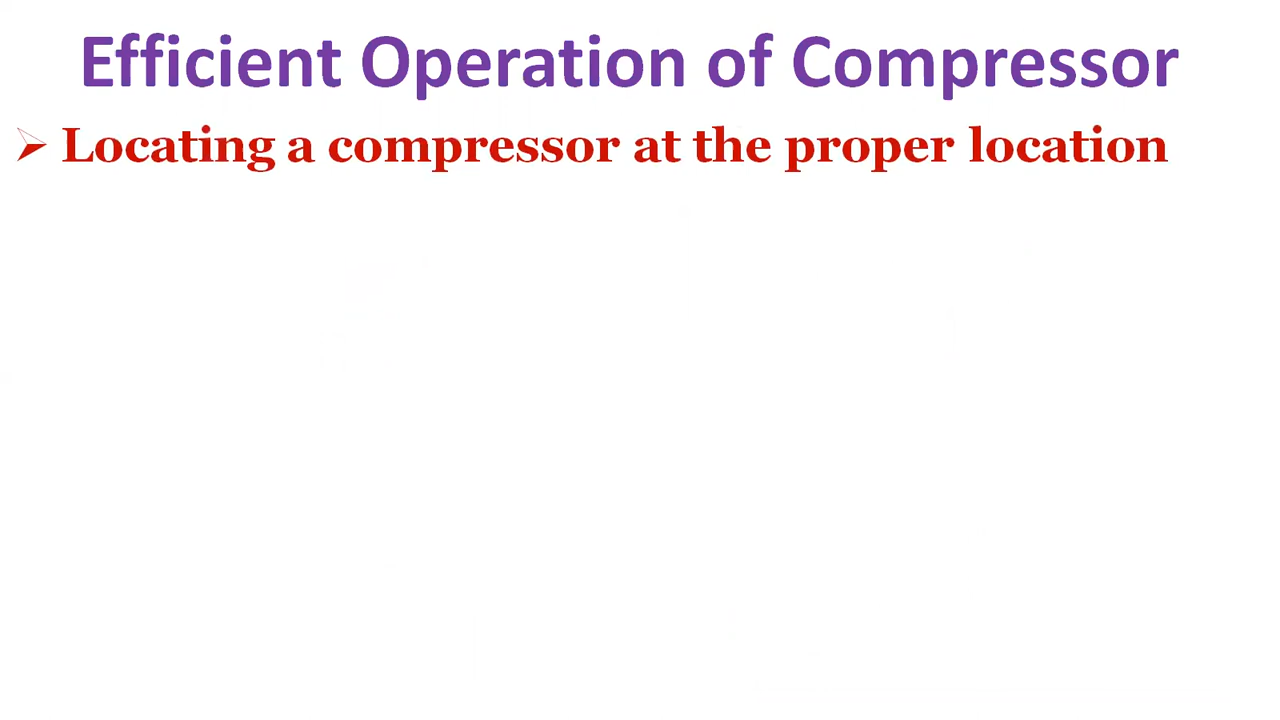 Efficient Operation of Compressor
➢ Locating a compressor at the proper location